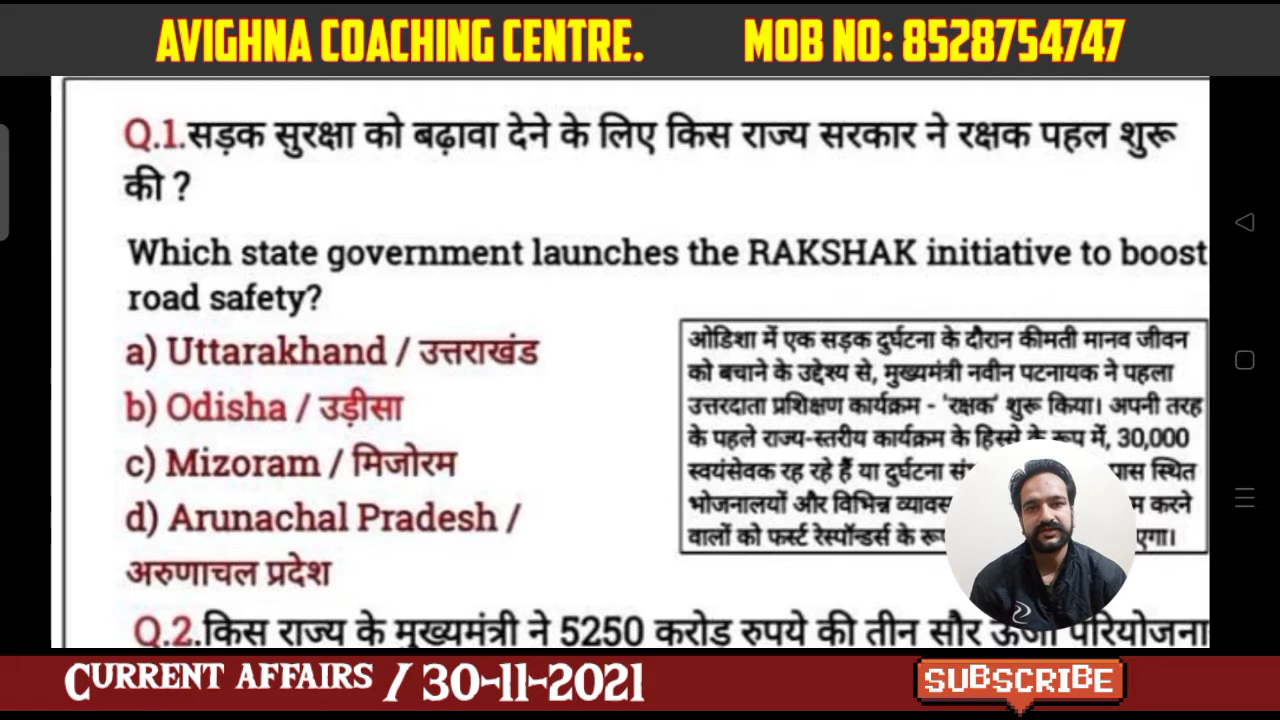 AVIGHNA COACHING CENTRE. MOB NO: 8528754747
Q.1.सड़क सुरक्षा को बढ़ावा देने के लिए किस राज्य सरकार ने रक्षक पहल शुरू
की ?
Which state government launches the RAKSHAK initiative to boost
road safety?
a) Uttarakhand / उत्तराखंड
b) Odisha / उड़ीसा
c) Mizoram / मिजोरम
d) Arunachal Pradesh /
अरुणाचल प्रदेश
ओडिशा में एक सड़क दुर्घटना के दौरान कीमती मानव जीवन
को बचाने के उद्देश्य से, मुख्यमंत्री नवीन पटनायक ने पहला
उत्तरदाता प्रशिक्षण कार्यक्रम - 'रक्षक' शुरू किया। अपनी तरह
के पहले राज्य-स्तरीय कार्यक्रम के हिस्से के रूप में, 30,000
स्वयंसेवक रह रहे हैं या दुर्घटना स्थित
भोजनालयों और विभिन्न करने
वालों को फर्स्ट रेस्पॉन्डर्स के
Q.2.किस राज्य के मुख्यमंत्री ने 5250 करोड़ रुपये की तीन सौर ऊर्जा परियोजना
CURRENT AFFAIRS / 30-11-2021
SUBSCRIBE